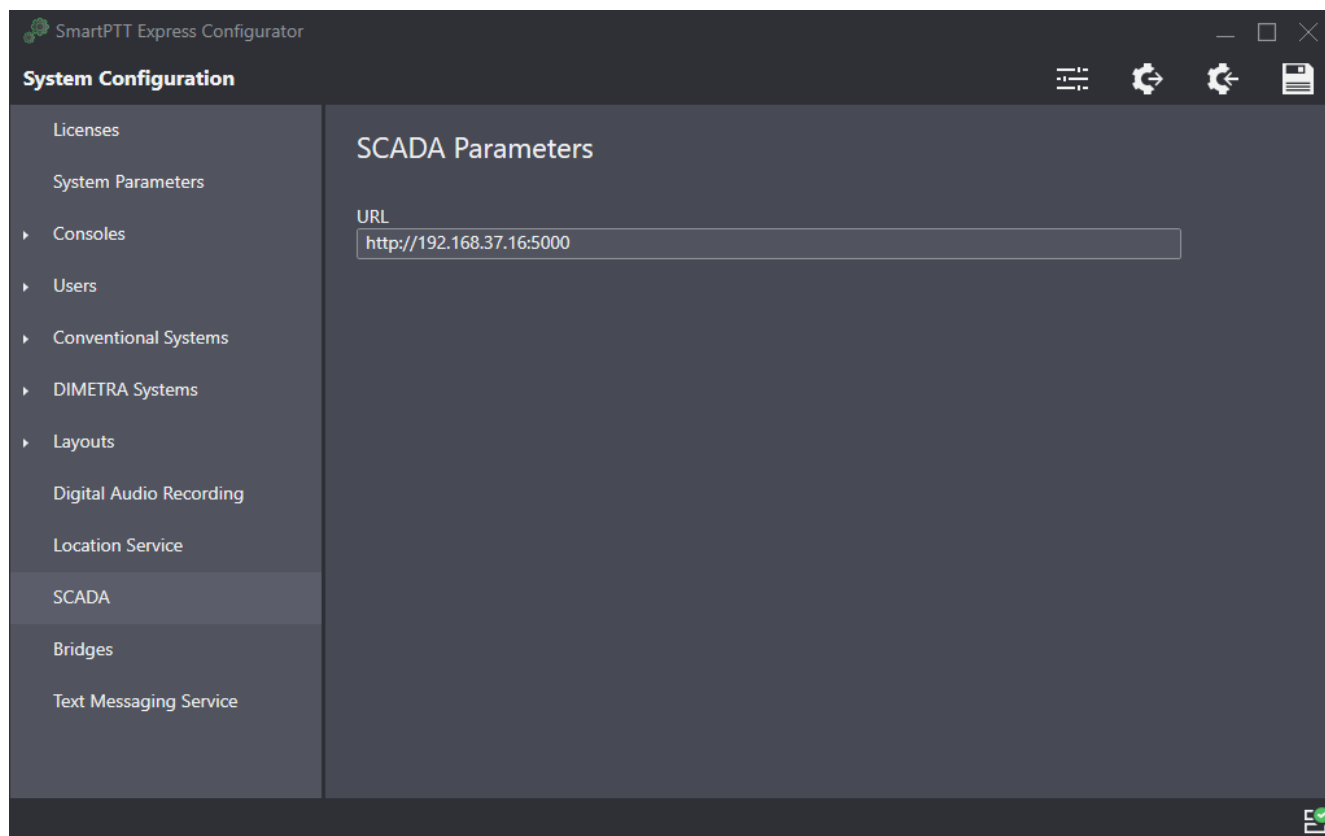 SmartPTT Express Configurator
System Configuration
Licenses
System Parameters
Consoles
Users
Conventional Systems
DIMETRA Systems
Layouts
Digital Audio Recording
Location Service
SCADA
Bridges
Text Messaging Service
SCADA Parameters
URL
http://192.168.37.16:5000